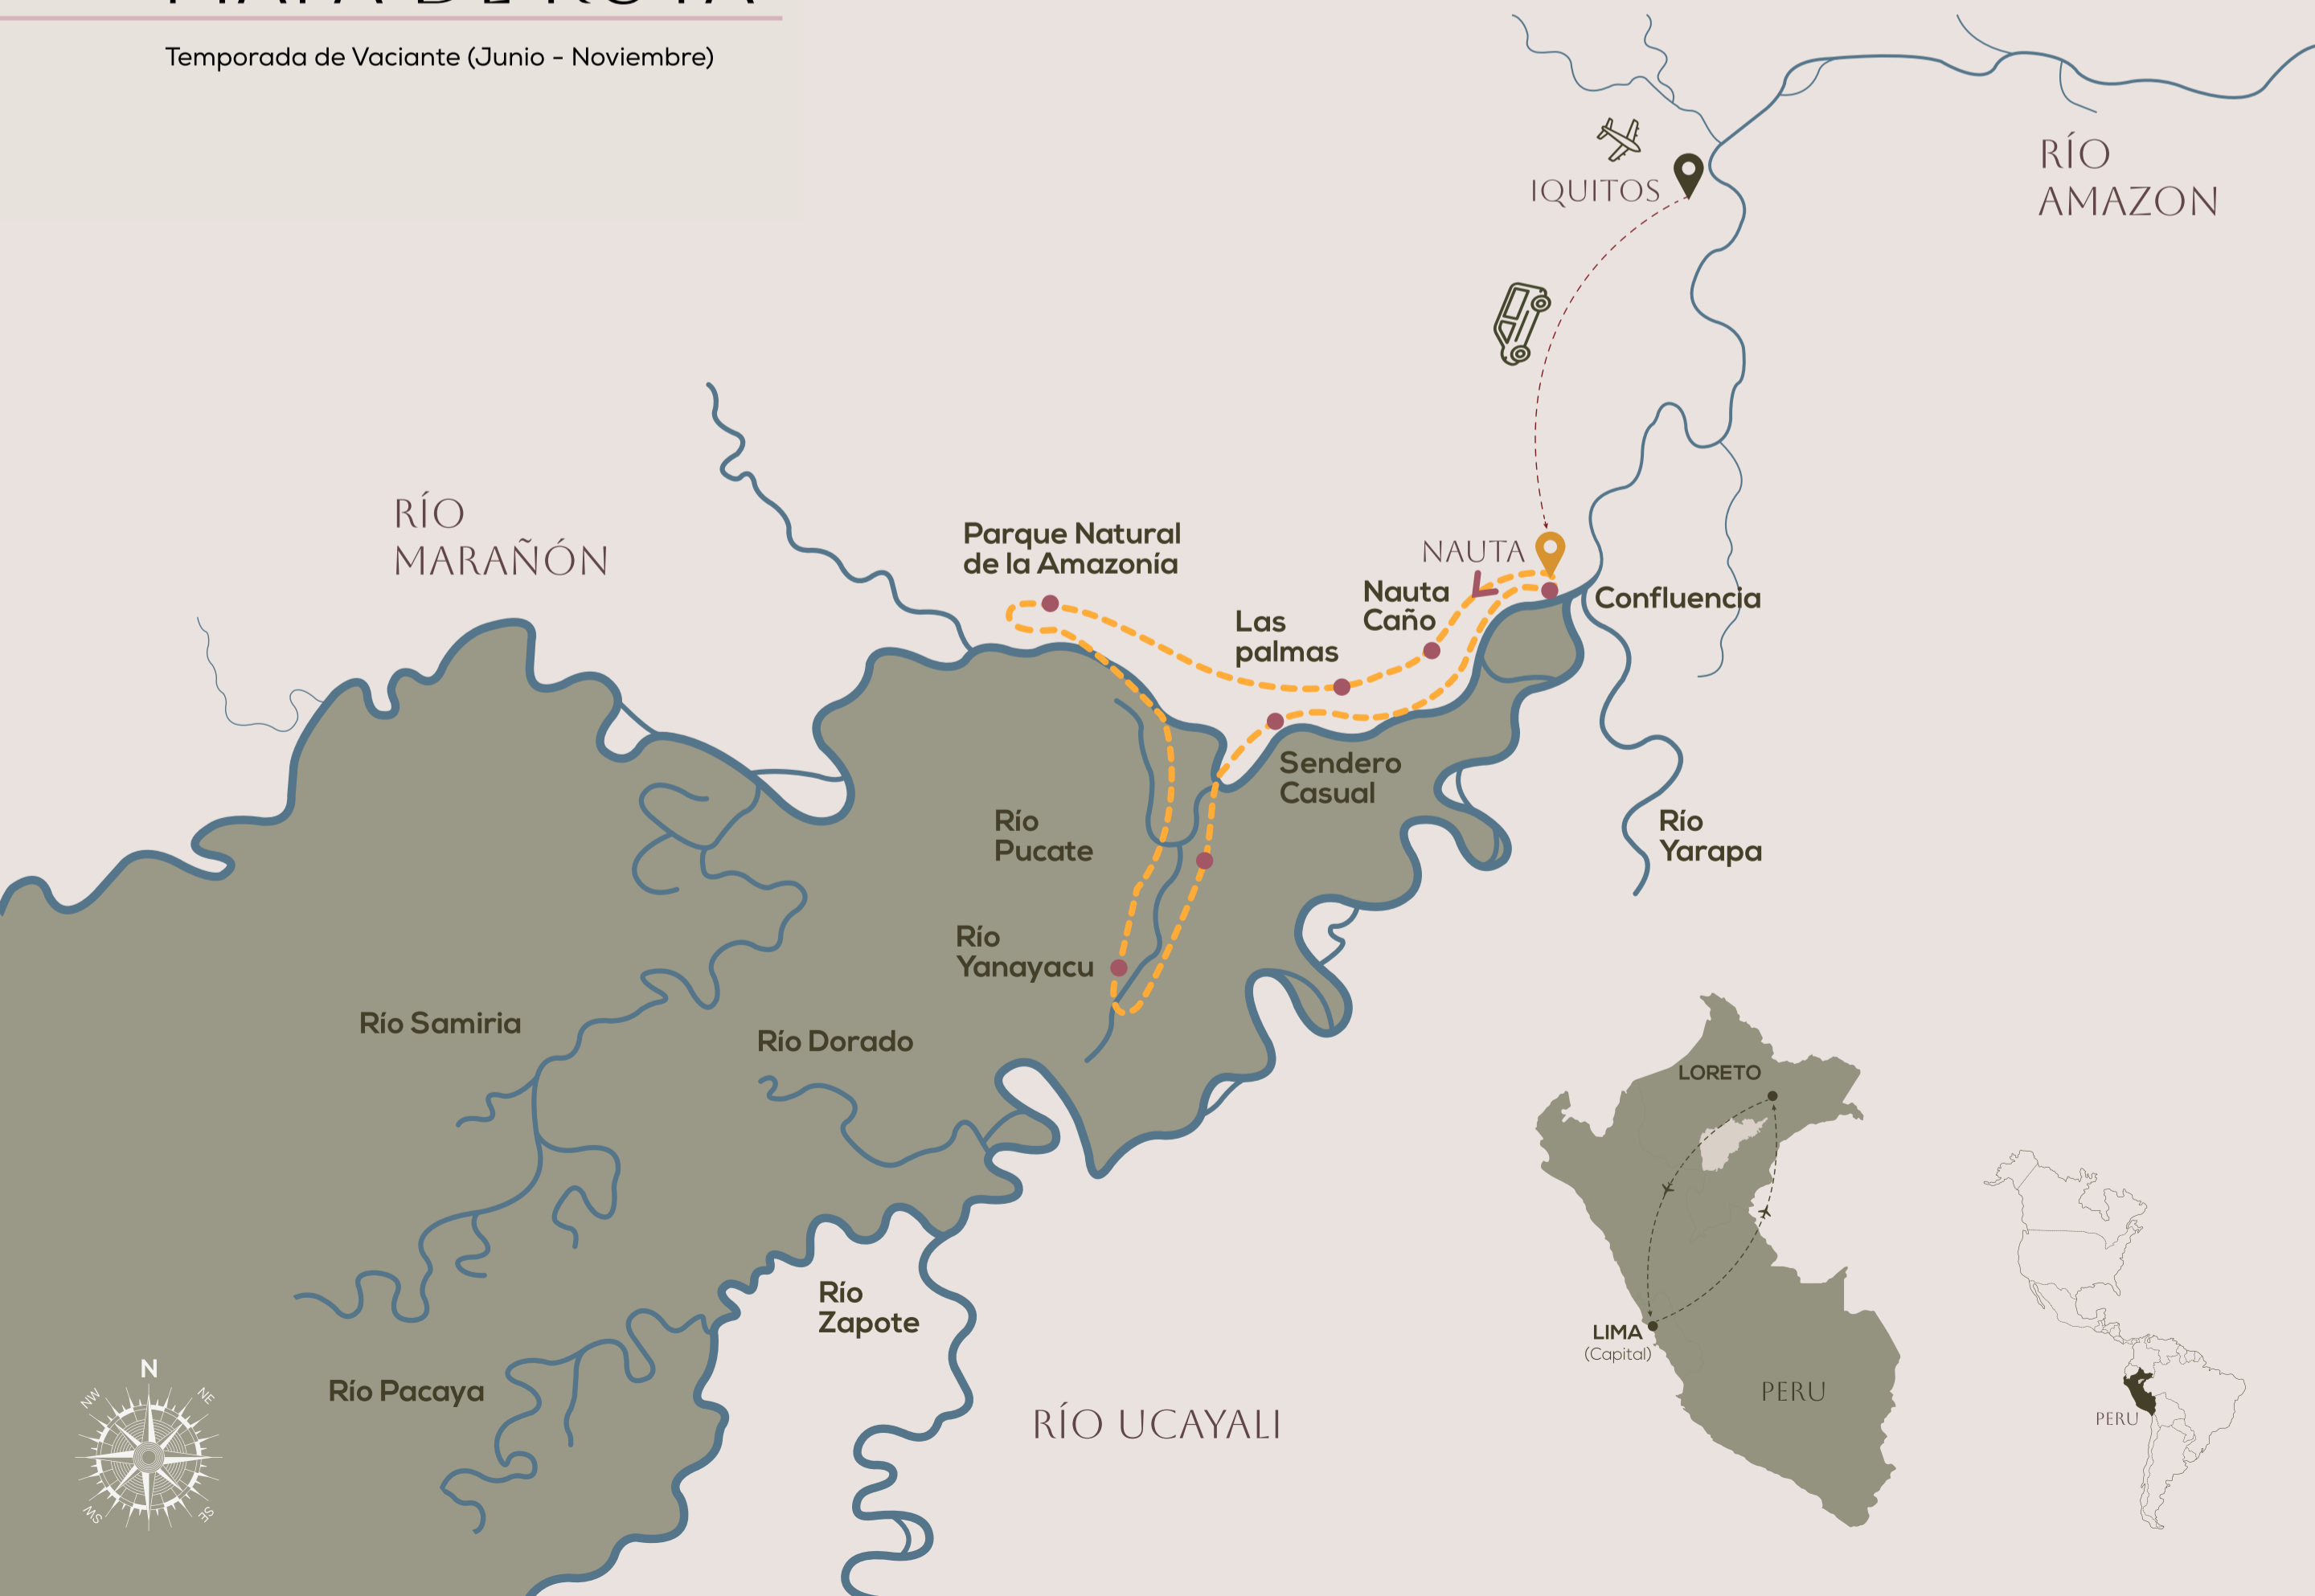 Temporada de Vaciante (Junio - Noviembre)
RÍO
AMAZON
IQUITOS
RÍO
MARAÑÓN
Parque Natural
de la Amazonía
NAUTA
Nauta
Caño
Confluencia
Las
palmas
Sendero
Casual
Río
Pucate
Río
Yarapa
Río
Yanayacu
Río Samiria
Río Dorado
LORETO
Río
Zapote
LIMA
(Capital)
PERU
Río Pacaya
RÍO UCAYALI
PERU
N
NW
NE
SW
SE